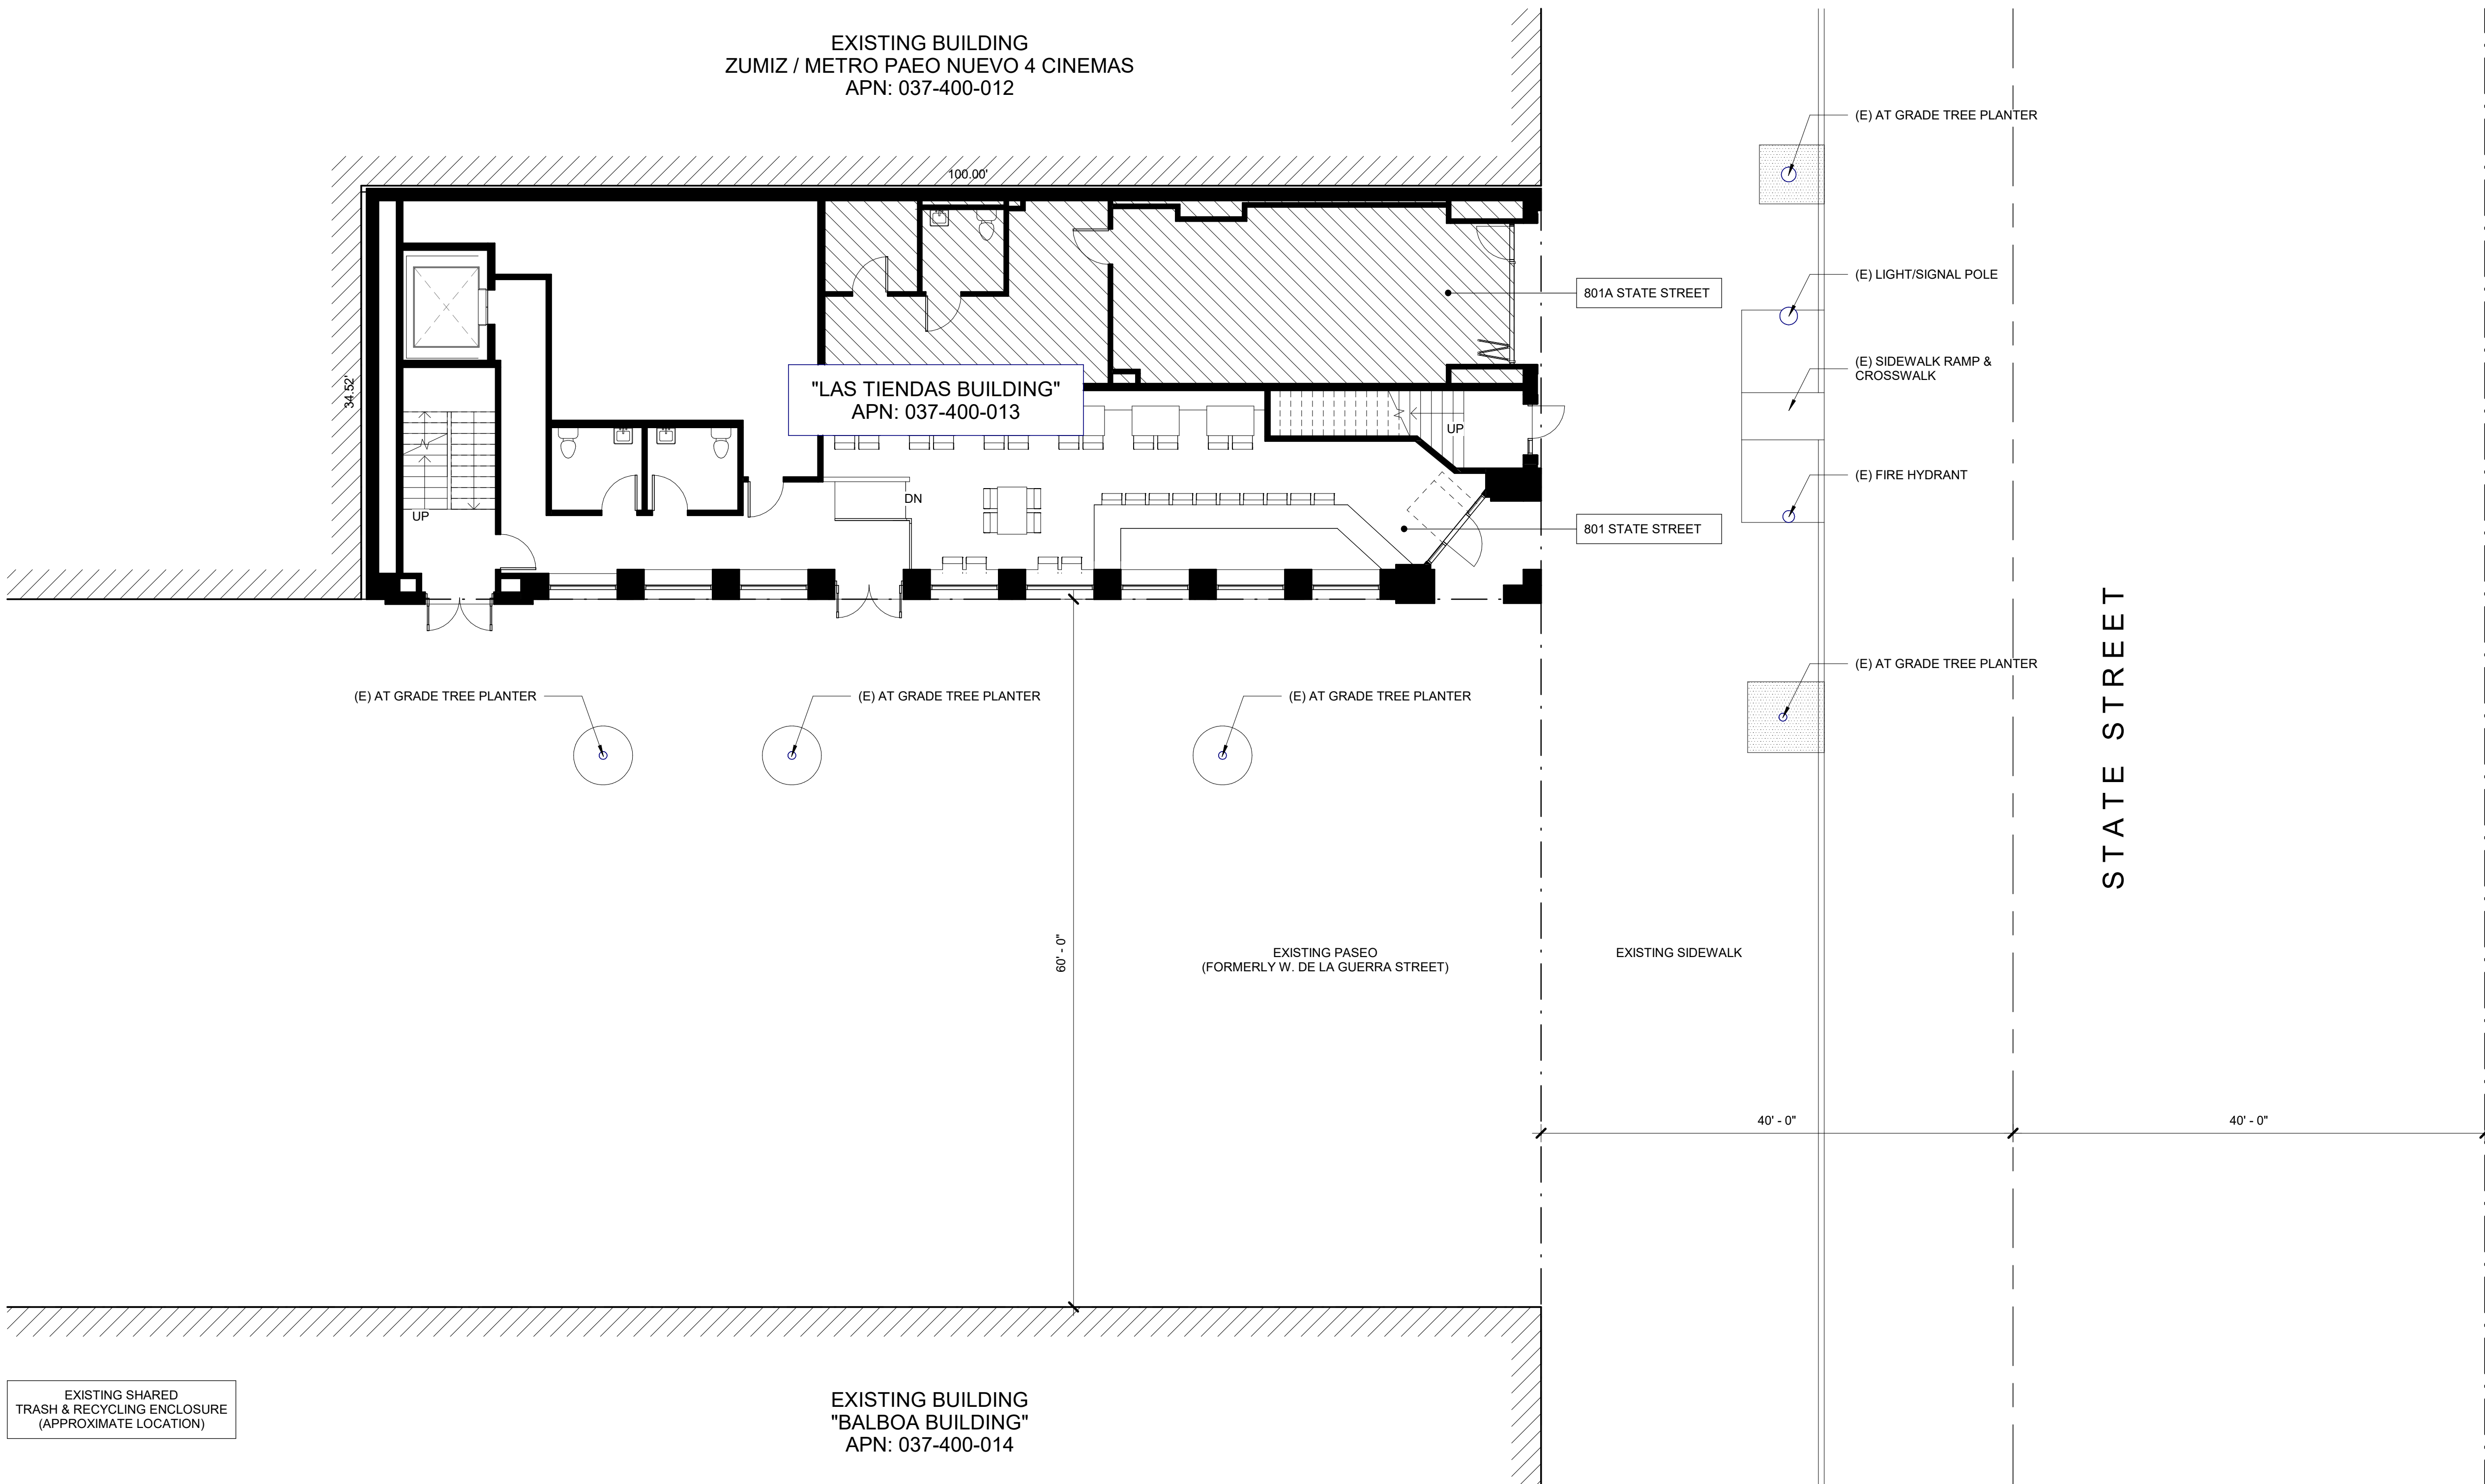 EXISTING BUILDING
ZUMIZ / METRO PAEO NUEVO 4 CINEMAS
APN: 037-400-012
(E) AT GRADE TREE PLANTER
100.00'
(E) LIGHT/SIGNAL POLE
801A STATE STREET
(E) SIDEWALK RAMP &
CROSSWALK
34.52'
"LAS TIENDAS BUILDING"
APN: 037-400-013
UP
(E) FIRE HYDRANT
DN
UP
801 STATE STREET
(E) AT GRADE TREE PLANTER
(E) AT GRADE TREE PLANTER
(E) AT GRADE TREE PLANTER
(E) AT GRADE TREE PLANTER
STATE STREET
60' - 0"
EXISTING PASEO
(FORMERLY W. DE LA GUERRA STREET)
EXISTING SIDEWALK
40' - 0"
40' - 0"
EXISTING SHARED
TRASH & RECYCLING ENCLOSURE
(APPROXIMATE LOCATION)
EXISTING BUILDING
"BALBOA BUILDING"
APN: 037-400-014